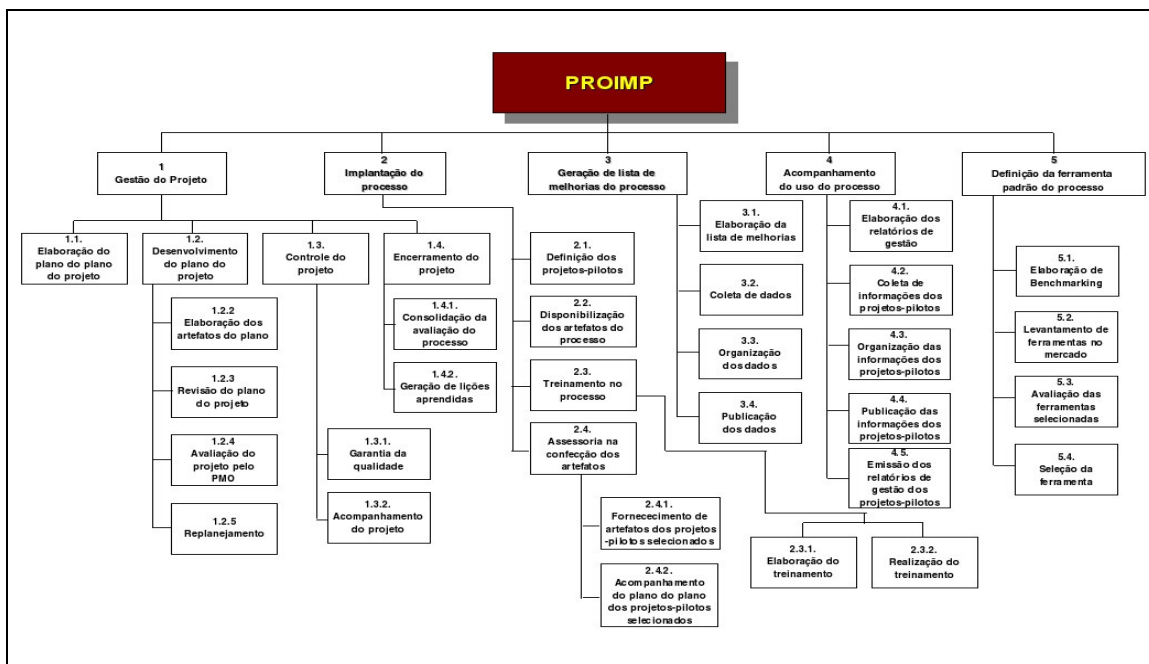 PROIMP
1
Gestão do Projeto
2
Implantação do
processo
3
Geração de lista de
melhorias do processo
4
Acompanhamento
do uso do processo
5
Definição da ferramenta
padrão do processo
1.1.
Elaboração do
plano do plano
do projeto
1.2.
Desenvolvimento
do plano do
projeto
1.2.2
Elaboração dos
artefatos do plano
1.2.3
Revisão do plano
do projeto
1.2.4
Avaliação do
projeto pelo
PMO
1.2.5
Replanejamento
1.3.
Controle do
projeto
1.3.1.
Garantia da
qualidade
1.3.2.
Acompanhamento
do projeto
1.4.
Encerramento do
projeto
1.4.1.
Consolidação da
avaliação do
processo
1.4.2.
Geração de lições
aprendidas
2.1.
Definição dos
projetos-pilotos
2.2.
Disponibilização
dos artefatos do
processo
2.3.
Treinamento no
processo
2.4.
Assessoria na
confecção dos
artefatos
2.4.1.
Fornececimento de
artefatos dos projetos
-pilotos selecionados
2.4.2.
Acompanhamento
do plano do plano
dos projetos-pilotos
selecionados
3.1.
Elaboração da
lista de melhorias
3.2.
Coleta de dados
3.3.
Organização
dos dados
3.4.
Publicação
dos dados
4.1.
Elaboração dos
relatórios de
gestão
4.2.
Coleta de
informações dos
projetos-pilotos
4.3.
Organização das
informações dos
projetos-pilotos
4.4.
Publicação das
informações dos
projetos-pilotos
4.5.
Emissão dos
relatórios de
gestão dos
projetos-pilotos
2.3.1.
Elaboração do
treinamento
2.3.2.
Realização do
treinamento
5.1.
Elaboração de
Benchmarking
5.2.
Levantamento de
ferramentas no
mercado
5.3.
Avaliação das
ferramentas
selecionadas
5.4.
Seleção da
ferramenta